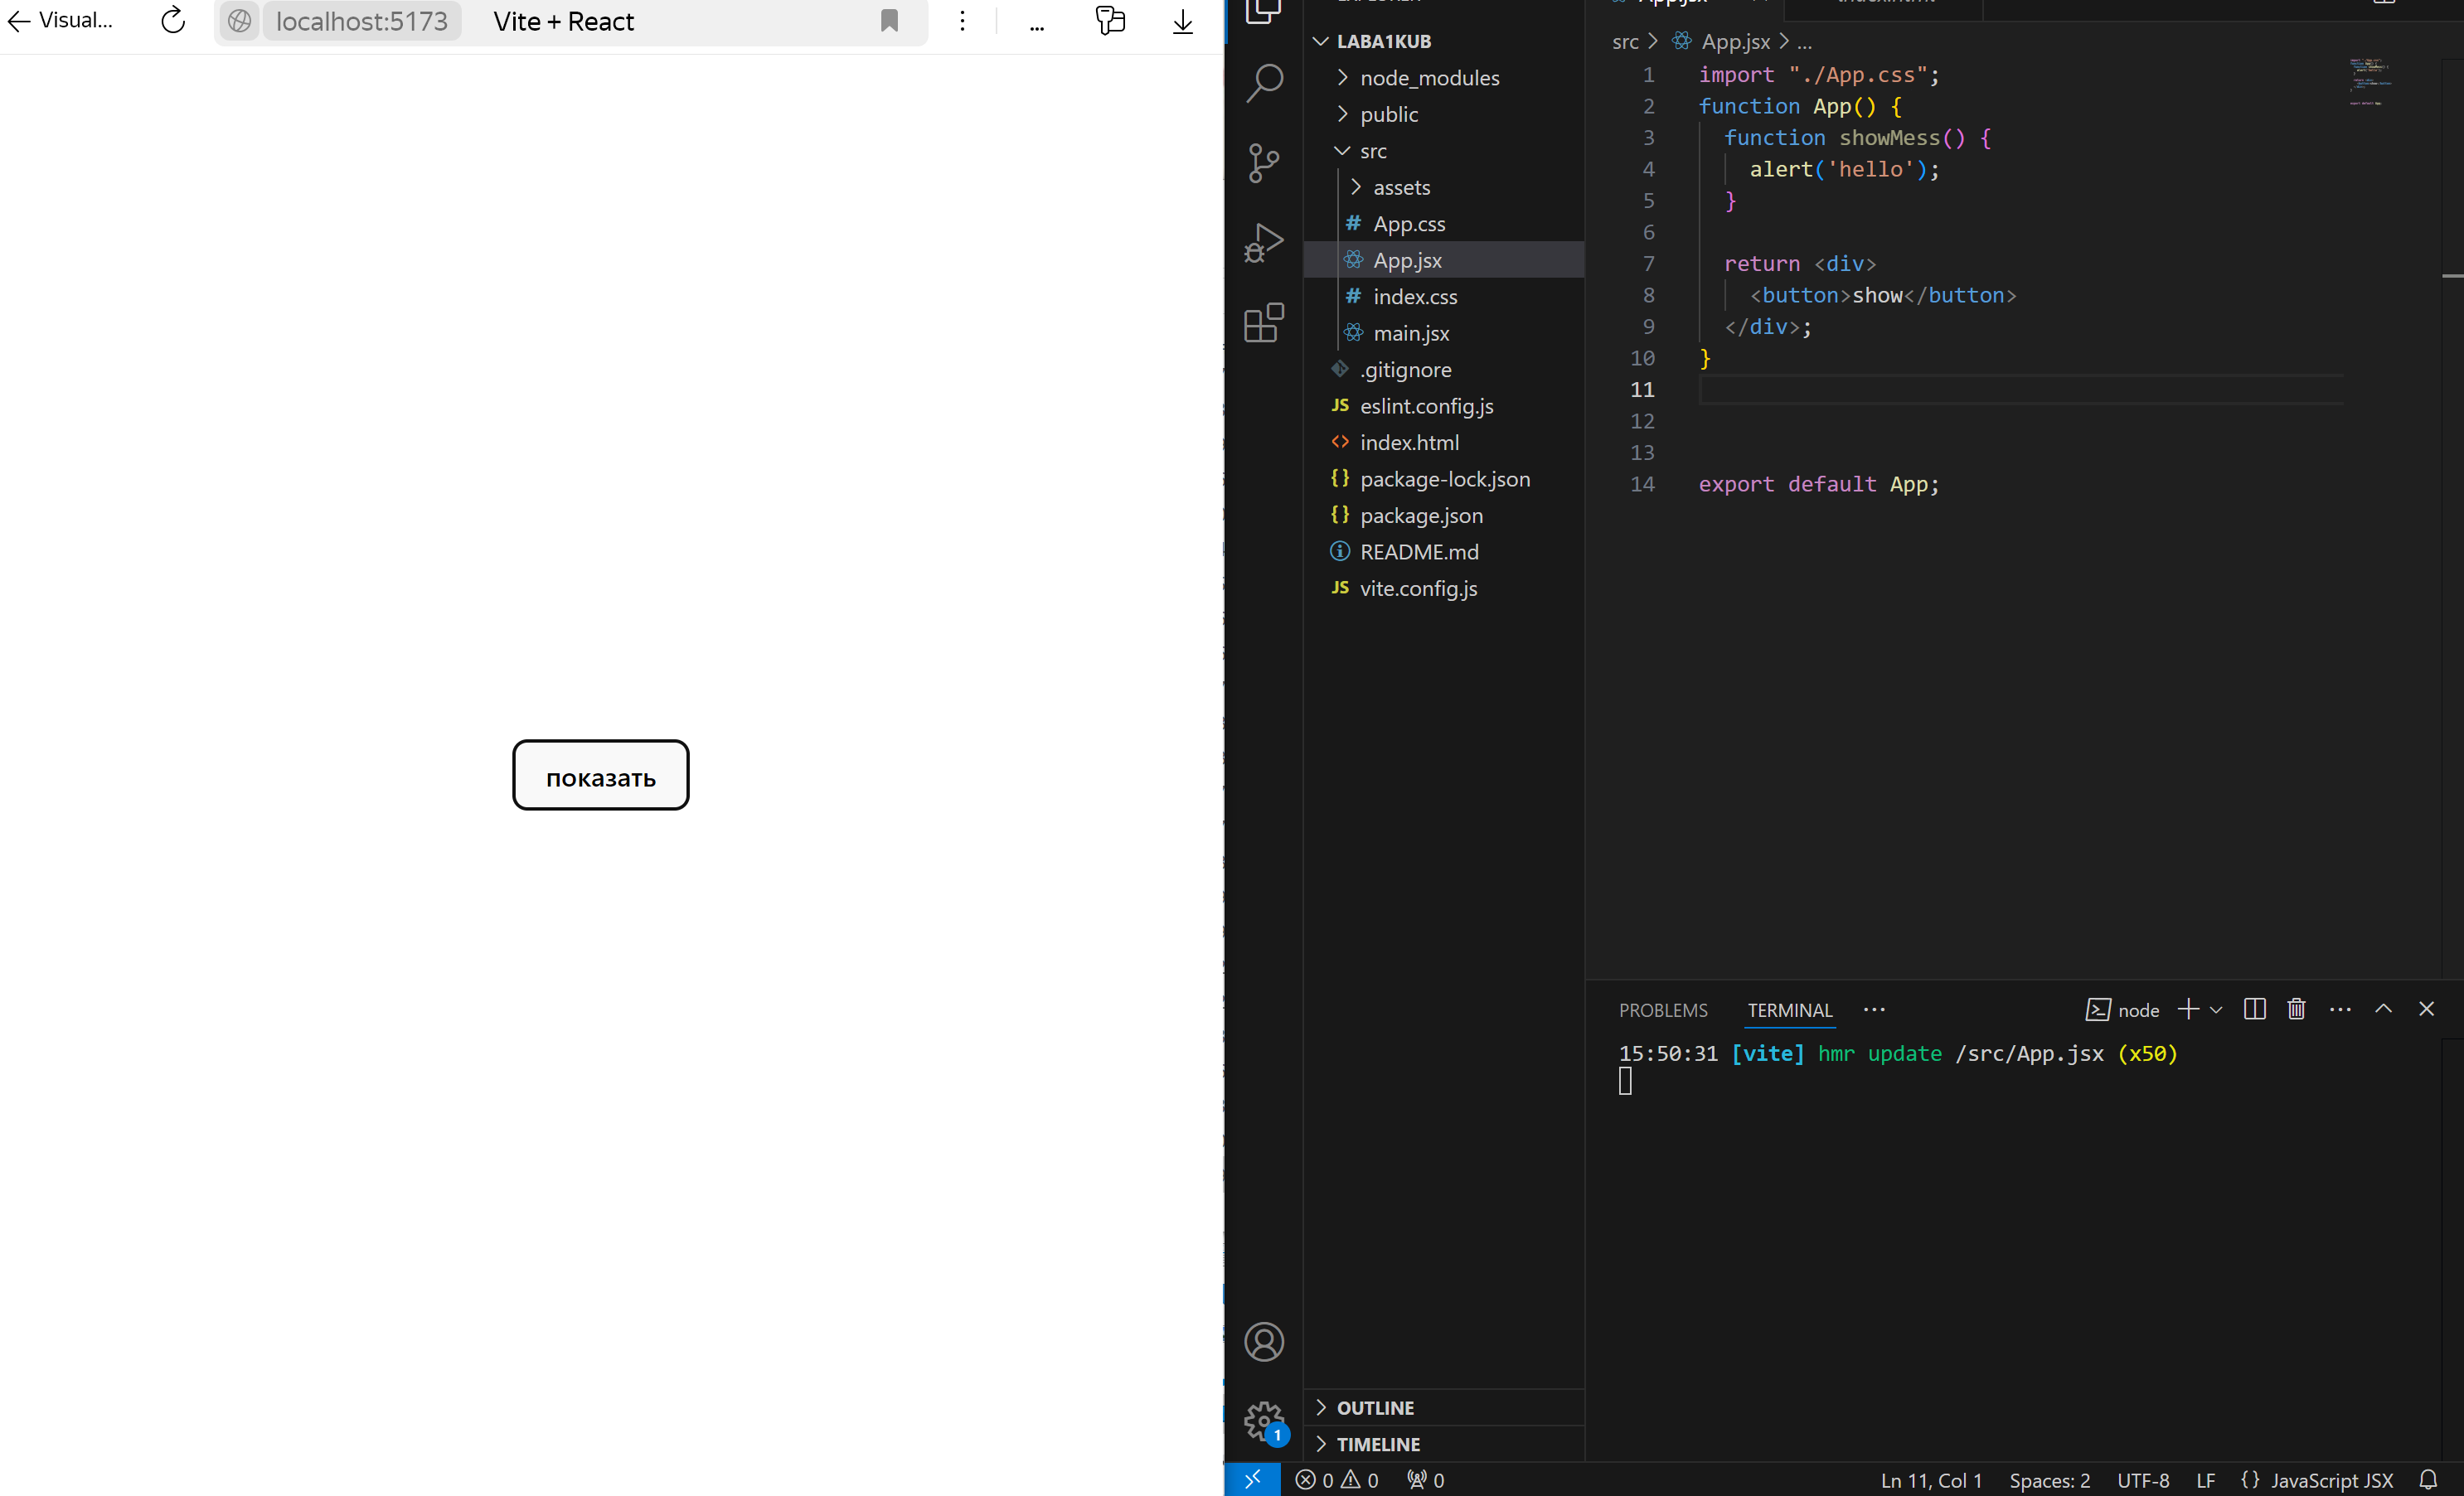 Visual...
localhost:5173 Vite + React
...
показать
LABA1KUB
node_modules
public
src
assets
App.css
App.jsx
index.css
main.jsx
.gitignore
eslint.config.js
index.html
package-lock.json
package.json
README.md
vite.config.js
OUTLINE
TIMELINE
src > App.jsx > ...
1 import "./App.css";
2 function App() {
3 function showMess() {
4 alert('hello');
5 }
6
7 return <div>
8 <button>show</button>
9 </div>;
10 }
11
12
13
14 export default App;
PROBLEMS TERMINAL ...
node
15:50:31 [vite] hmr update /src/App.jsx (x50)
1
0 0 0
Ln 11, Col 1 Spaces: 2 UTF-8 LF {} JavaScript JSX